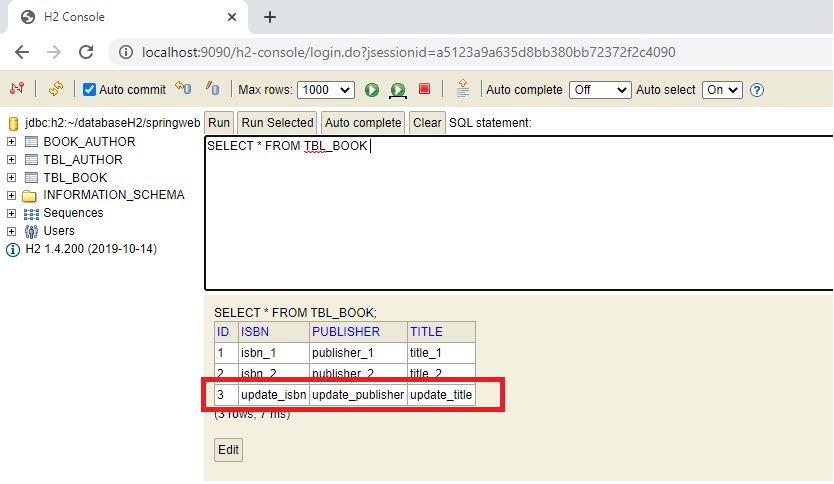 H2 Console
localhost:9090/h2-console/login.do?jsessionid=a5123a9a635d8bb380bb72372f2c4090
Auto commit Max rows: 1000 Auto complete Off Auto select On
jdbc:h2:~/databaseH2/springweb
BOOK_AUTHOR
TBL_AUTHOR
TBL_BOOK
INFORMATION_SCHEMA
Sequences
Users
H2 1.4.200 (2019-10-14)
Run Run Selected Auto complete Clear SQL statement:
SELECT * FROM TBL_BOOK
SELECT * FROM TBL_BOOK;
ID ISBN PUBLISHER TITLE
1 isbn_1 publisher_1 title_1
2 isbn_2 publisher_2 title_2
3 update_isbn update_publisher update_title
(3 rows, 7 ms)
Edit